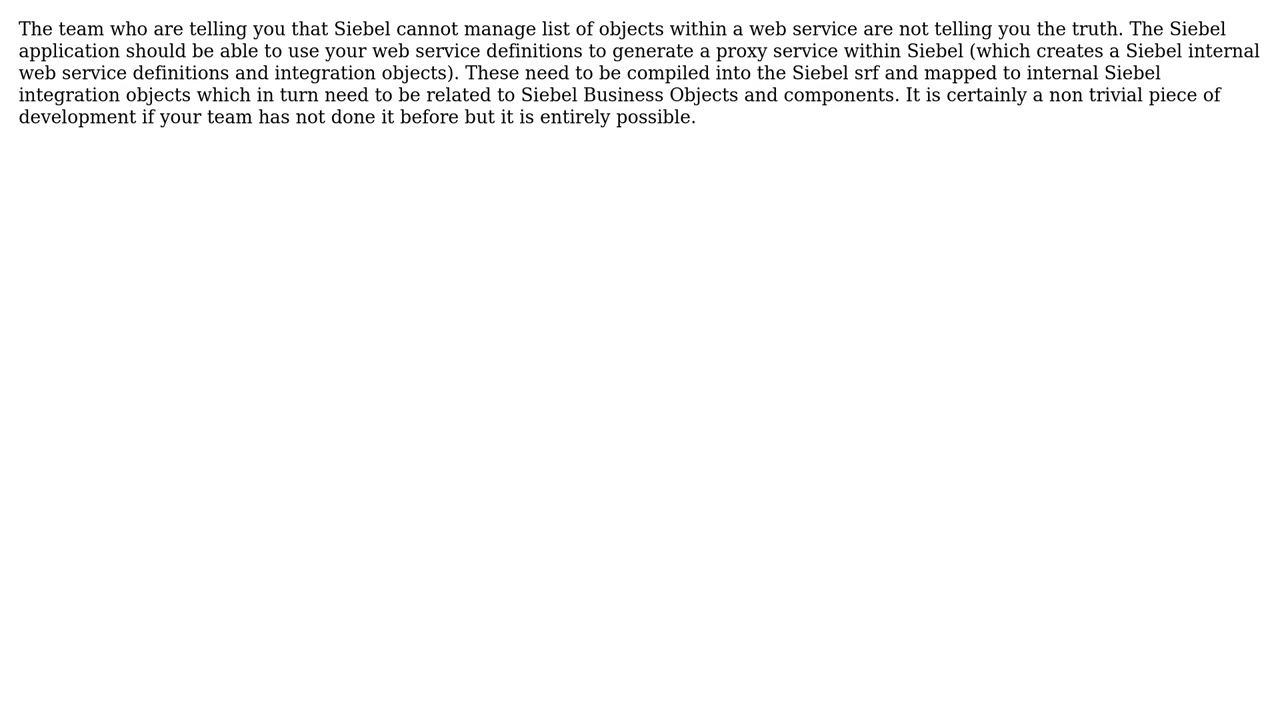 The team who are telling you that Siebel cannot manage list of objects within a web service are not telling you the truth. The Siebel
application should be able to use your web service definitions to generate a proxy service within Siebel (which creates a Siebel internal
web service definitions and integration objects). These need to be compiled into the Siebel srf and mapped to internal Siebel
integration objects which in turn need to be related to Siebel Business Objects and components. It is certainly a non trivial piece of
development if your team has not done it before but it is entirely possible.